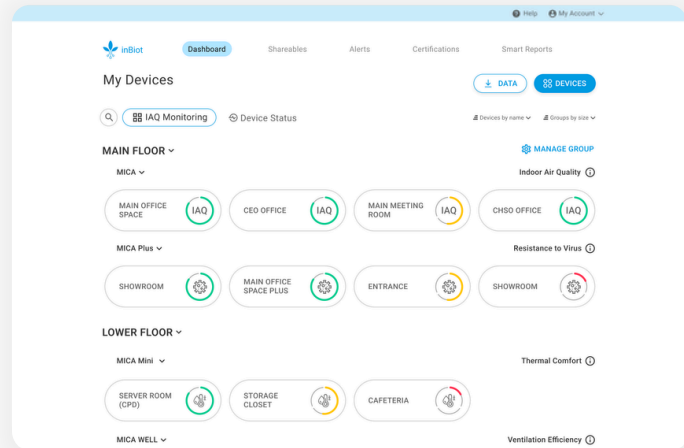 Help My Account
inBiot Dashboard Shareables Alerts Certifications Smart Reports
My Devices
DATA DEVICES
IAQ Monitoring Device Status Devices by name Groups by size
MAIN FLOOR MANAGE GROUP
MICA Indoor Air Quality
MAIN OFFICE
SPACE
IAQ
CEO OFFICE
IAQ
MAIN MEETING
ROOM
IAQ
CHSO OFFICE
IAQ
MICA Plus Resistance to Virus
SHOWROOM
MAIN OFFICE
SPACE PLUS
ENTRANCE
SHOWROOM
LOWER FLOOR
MICA Mini Thermal Comfort
SERVER ROOM
(CPD)
STORAGE
CLOSET
CAFETERIA
MICA WELL Ventilation Efficiency